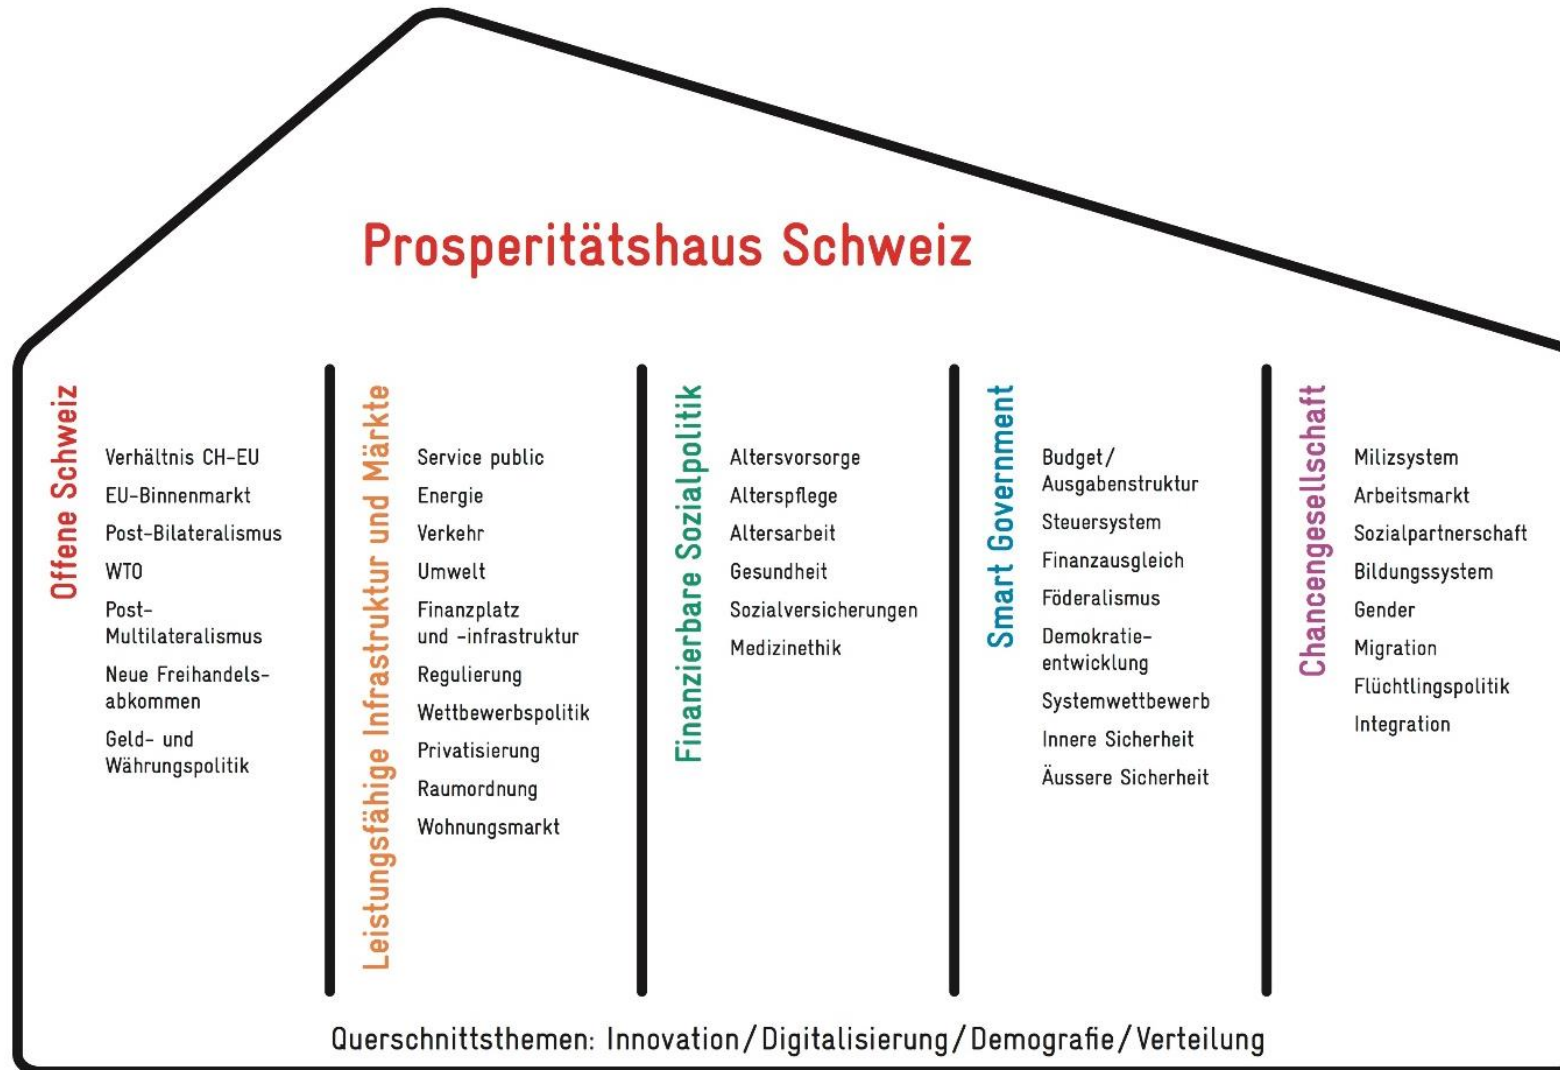 Prosperitätshaus Schweiz
Offene Schweiz
Verhältnis CH-EU
EU-Binnenmarkt
Post-Bilateralismus
WTO
Post-
Multilateralismus
Neue Freihandels-
abkommen
Geld- und
Währungspolitik
Leistungsfähige Infrastruktur und Märkte
Service public
Energie
Verkehr
Umwelt
Finanzplatz
und -infrastruktur
Regulierung
Wettbewerbspolitik
Privatisierung
Raumordnung
Wohnungsmarkt
Finanzierbare Sozialpolitik
Altersvorsorge
Alterspflege
Altersarbeit
Gesundheit
Sozialversicherungen
Medizinethik
Smart Government
Budget/
Ausgabenstruktur
Steuersystem
Finanzausgleich
Föderalismus
Demokratie-
entwicklung
Systemwettbewerb
Innere Sicherheit
Äussere Sicherheit
Chancengesellschaft
Milizsystem
Arbeitsmarkt
Sozialpartnerschaft
Bildungssystem
Gender
Migration
Flüchtlingspolitik
Integration
Querschnittsthemen: Innovation/Digitalisierung/Demografie/Verteilung